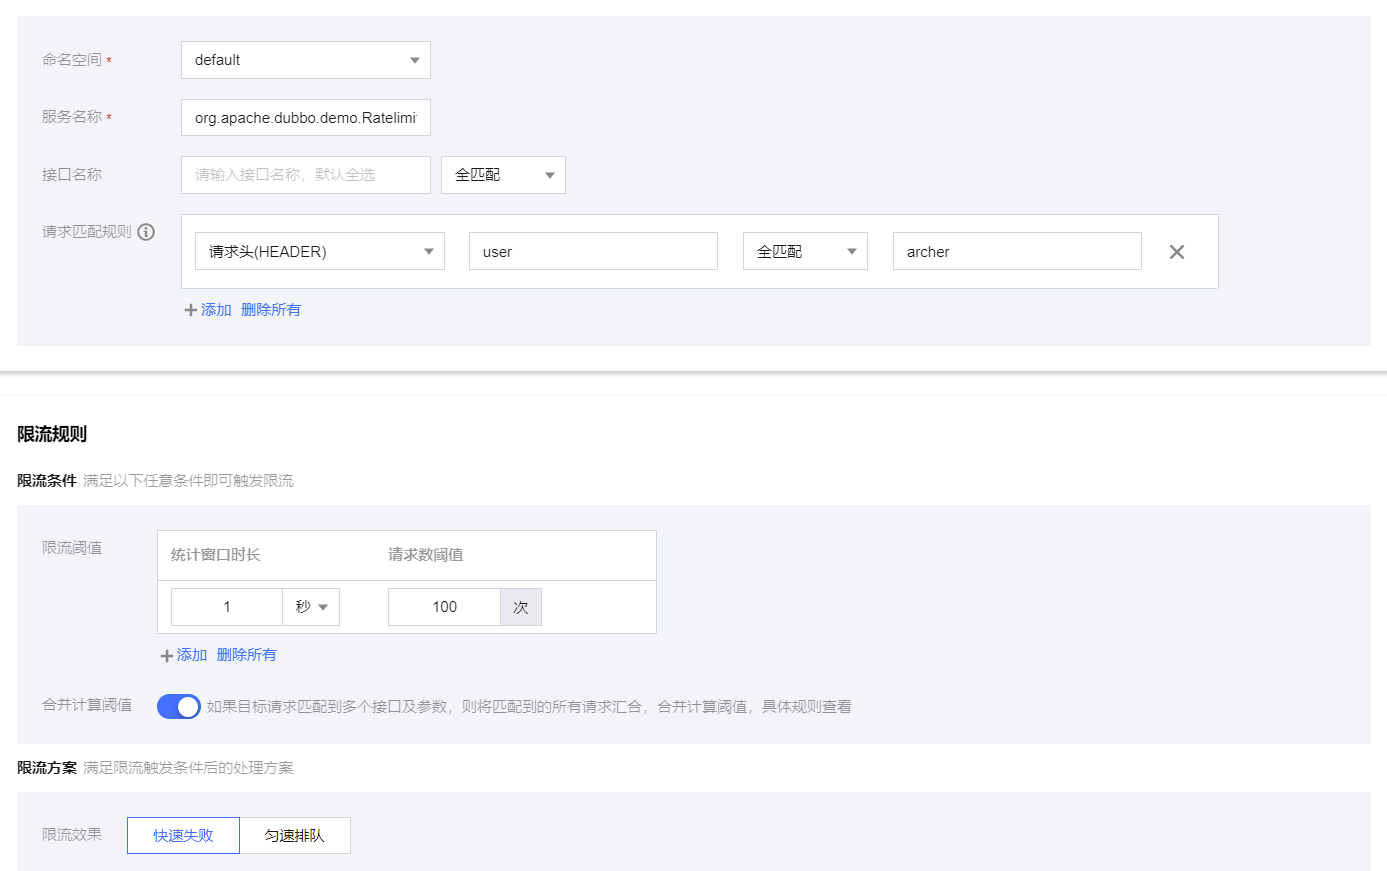 命名空间 * default
服务名称 * org.apache.dubbo.demo.Ratelimi
接口名称 请输入接口名称，默认全选 全匹配
请求匹配规则 请求头(HEADER) user 全匹配 archer
添加 删除所有
限流规则
限流条件 满足以下任意条件即可触发限流
限流阈值 统计窗口时长 请求数阈值
1 秒 100 次
添加 删除所有
合并计算阈值 如果目标请求匹配到多个接口及参数，则将匹配到的所有请求汇合，合并计算阈值，具体规则查看
限流方案 满足限流触发条件后的处理方案
限流效果 快速失败 匀速排队